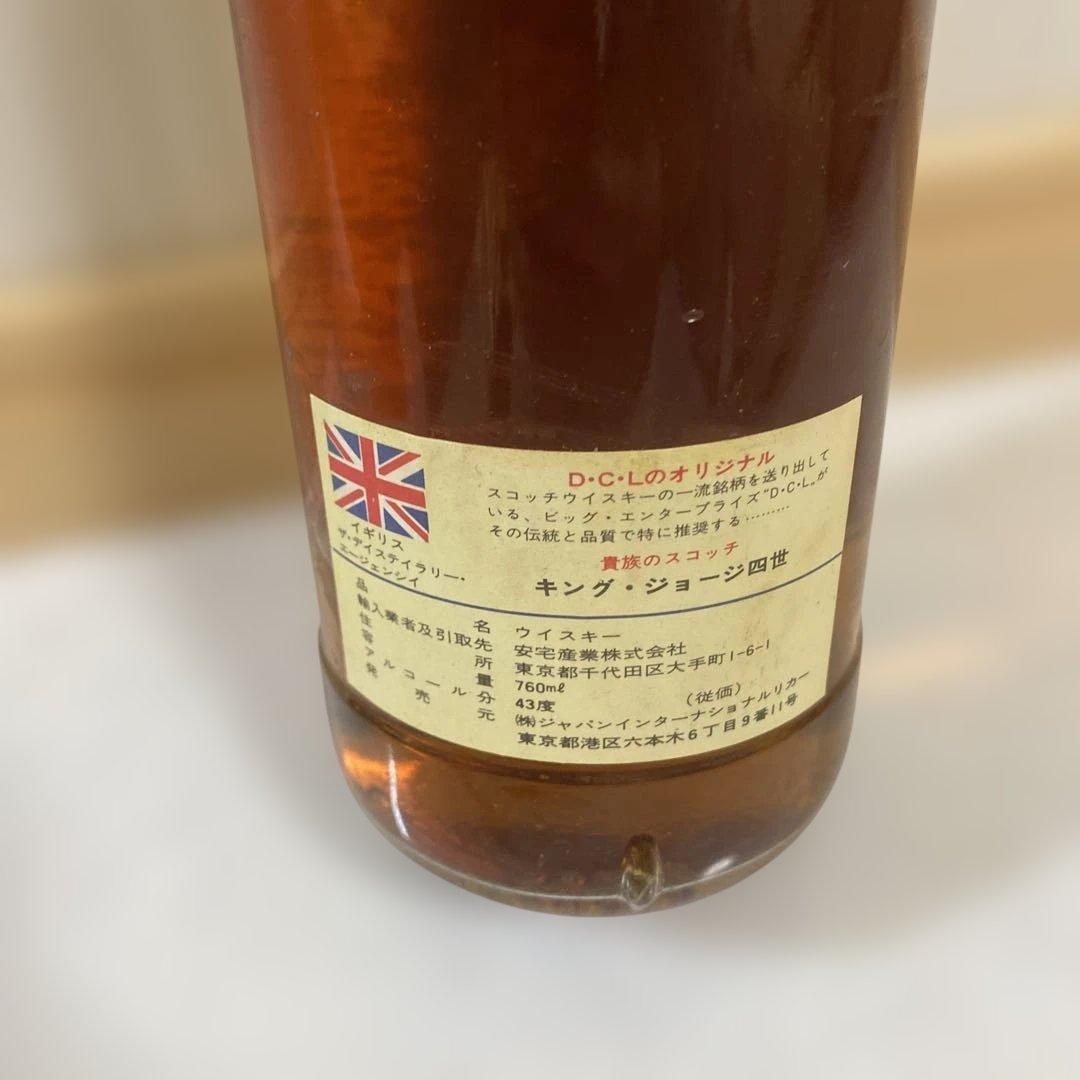 D・C・Lのオリジナル
スコッチウイスキーの一流銘柄を送り出して
いる、ビッグ・エンタープライズ“D・C・L„が
その伝統と品質で特に推奨する………
貴族のスコッチ
キング・ジョージ四世
イギリス
ザ・ディスティラリー・
エージェンシイ
品名 ウイスキー
輸入業者及引取先 安宅産業株式会社
住所 東京都千代田区大手町1-6-1
容量 760mℓ
アルコール分 43度 (従価)
発売元 ㈱ジャパンインターナショナルリカー
東京都港区六本木6丁目9番11号